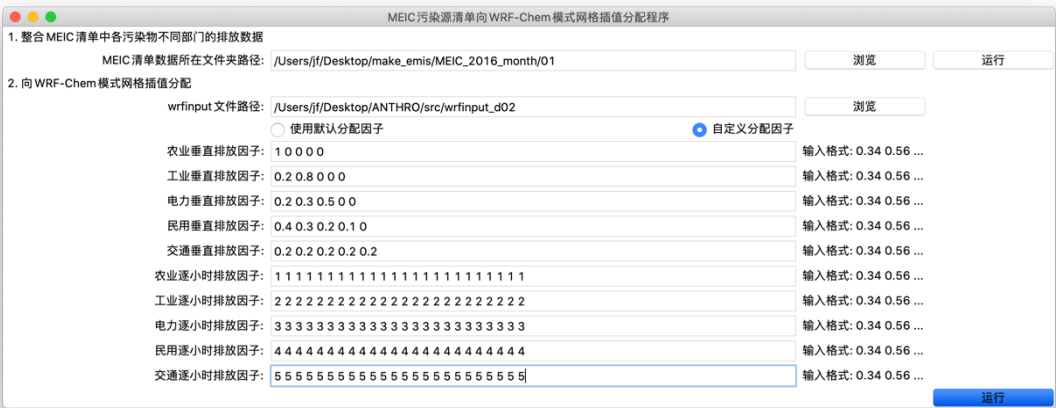 MEIC污染源清单向WRF-Chem模式网格插值分配程序
1. 整合MEIC清单中各污染物不同部门的排放数据
MEIC清单数据所在文件夹路径: /Users/jf/Desktop/make_emis/MEIC_2016_month/01 浏览 运行
2. 向WRF-Chem模式网格插值分配
wrfinput文件路径: /Users/jf/Desktop/ANTHRO/src/wrfinput_d02 浏览
使用默认分配因子 自定义分配因子
农业垂直排放因子: 1 0 0 0 0 输入格式: 0.34 0.56 ...
工业垂直排放因子: 0.2 0.8 0 0 0 输入格式: 0.34 0.56 ...
电力垂直排放因子: 0.2 0.3 0.5 0 0 输入格式: 0.34 0.56 ...
民用垂直排放因子: 0.4 0.3 0.2 0.1 0 输入格式: 0.34 0.56 ...
交通垂直排放因子: 0.2 0.2 0.2 0.2 0.2 输入格式: 0.34 0.56 ...
农业逐小时排放因子: 1 1 1 1 1 1 1 1 1 1 1 1 1 1 1 1 1 1 1 1 1 1 1 1 输入格式: 0.34 0.56 ...
工业逐小时排放因子: 2 2 2 2 2 2 2 2 2 2 2 2 2 2 2 2 2 2 2 2 2 2 2 2 输入格式: 0.34 0.56 ...
电力逐小时排放因子: 3 3 3 3 3 3 3 3 3 3 3 3 3 3 3 3 3 3 3 3 3 3 3 3 输入格式: 0.34 0.56 ...
民用逐小时排放因子: 4 4 4 4 4 4 4 4 4 4 4 4 4 4 4 4 4 4 4 4 4 4 4 4 输入格式: 0.34 0.56 ...
交通逐小时排放因子: 5 5 5 5 5 5 5 5 5 5 5 5 5 5 5 5 5 5 5 5 5 5 5 5 输入格式: 0.34 0.56 ...
运行